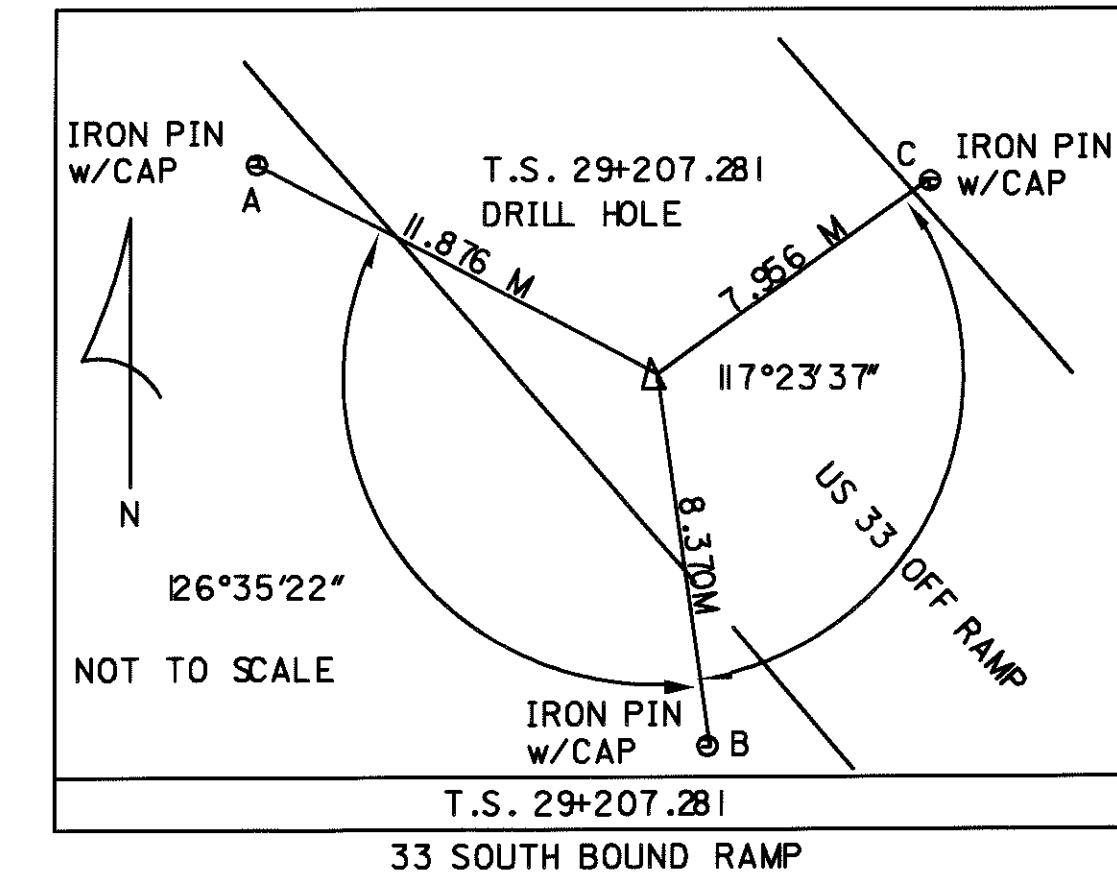 IRON PIN
w/CAP
A
T.S. 29+207.281
DRILL HOLE
C
IRON PIN
w/CAP
11.876 M
7.956 M
117°23'37"
N
8.370M
US 33 OFF RAMP
126°35'22"
NOT TO SCALE
IRON PIN
w/CAP
B
T.S. 29+207.281
33 SOUTH BOUND RAMP